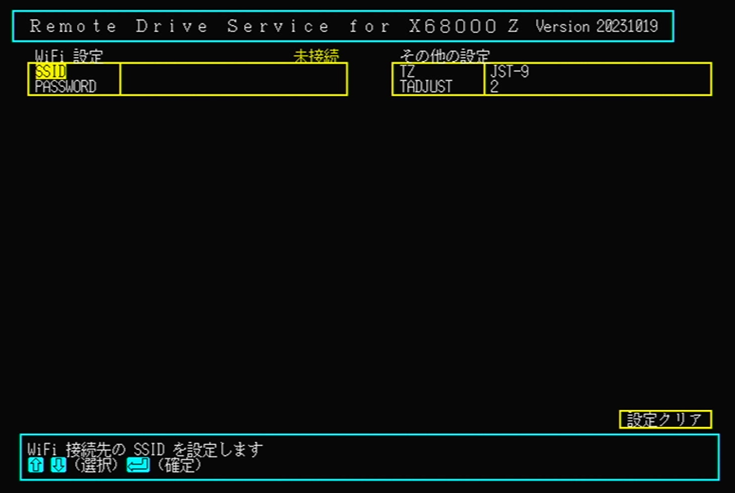 Remote Drive Service for X68000 Z Version 20231019
WiFi 設定 未接続
SSID
PASSWORD
その他の設定
TZ JST-9
TADJUST 2
設定クリア
WiFi 接続先の SSID を設定します
⇧ ⇩ (選択) ⏎ (確定)